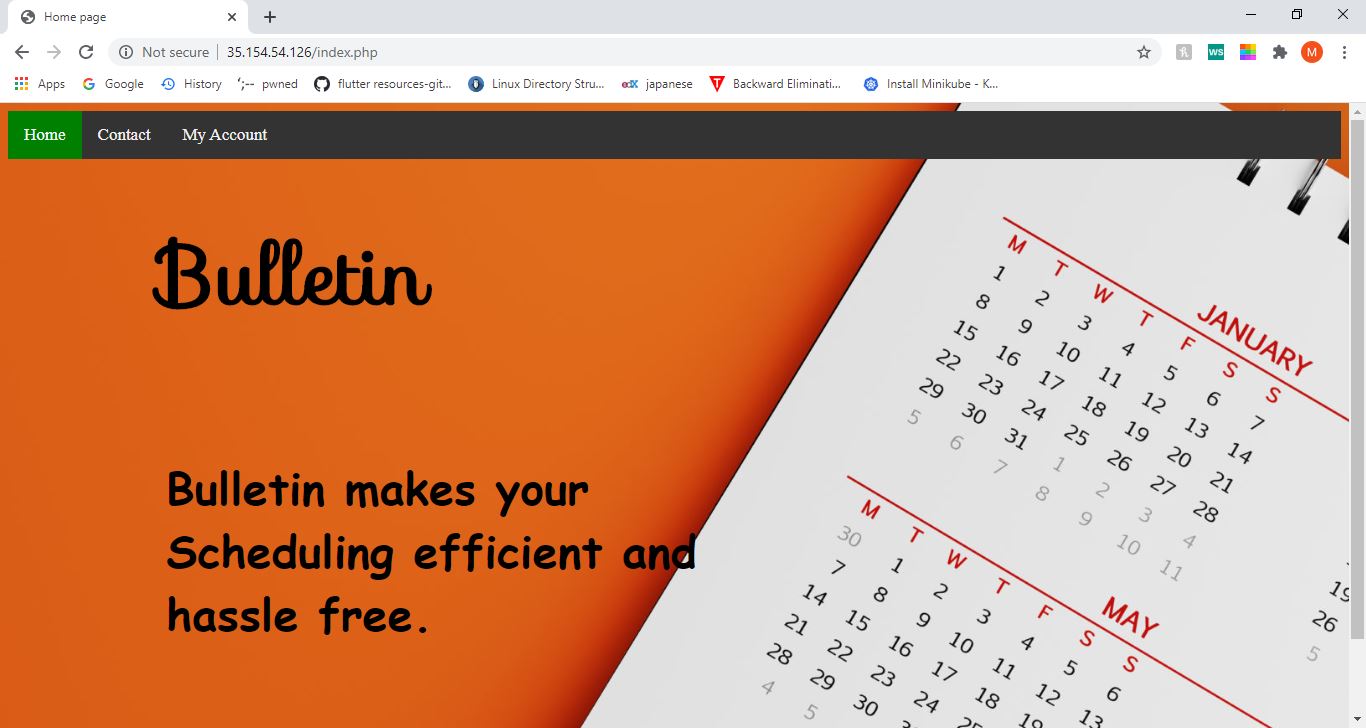 Home page
Not secure | 35.154.54.126/index.php
ws
M
Apps Google History ';-- pwned flutter resources-git... Linux Directory Stru... edX japanese Backward Eliminati... Install Minikube - K...
Home Contact My Account
Bulletin
Bulletin makes your
Scheduling efficient and
hassle free.
JANUARY
M T W T F S S
1 2 3 4 5 6 7
8 9 10 11 12 13 14
15 16 17 18 19 20 21
22 23 24 25 26 27 28
29 30 31 1 2 3 4
5 6 7 8 9 10 11
MAY
M T W T F S S
30 1 2 3 4 5 6
7 8 9 10 11 12 13
14 15 16 17 18 19
21 22 23 24 25
28 29 30 31
4 5
19
26
5